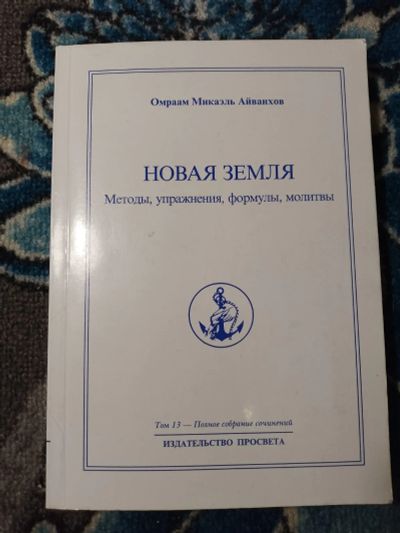 Омраам Микаэль Айванхов
НОВАЯ ЗЕМЛЯ
Методы, упражнения, формулы, молитвы
Том 13 — Полное собрание сочинений
ИЗДАТЕЛЬСТВО ПРОСВЕТА